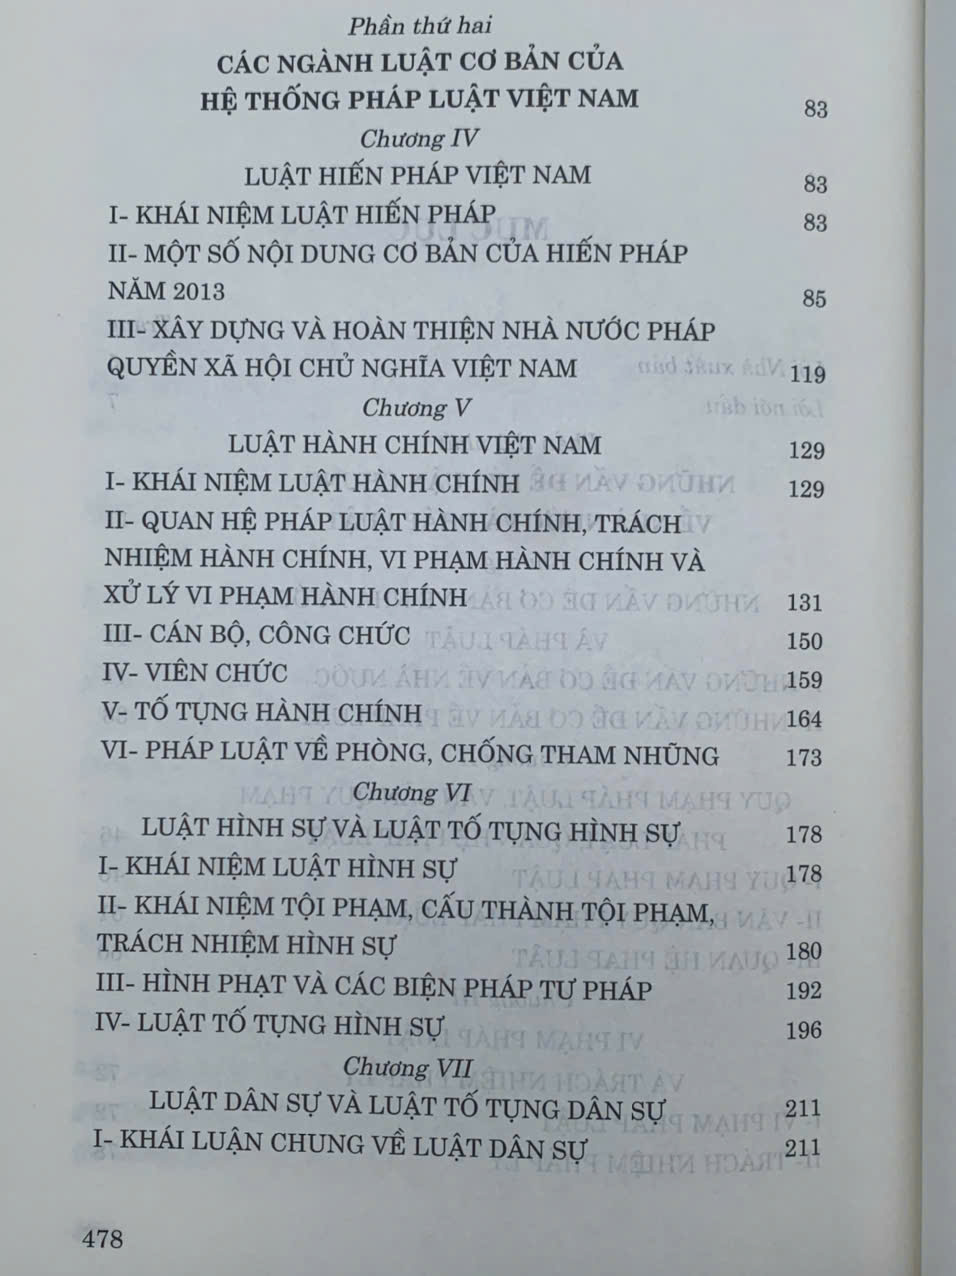 Phần thứ hai
CÁC NGÀNH LUẬT CƠ BẢN CỦA
HỆ THỐNG PHÁP LUẬT VIỆT NAM 83
Chương IV
LUẬT HIẾN PHÁP VIỆT NAM 83
I- KHÁI NIỆM LUẬT HIẾN PHÁP 83
II- MỘT SỐ NỘI DUNG CƠ BẢN CỦA HIẾN PHÁP
NĂM 2013 85
III- XÂY DỰNG VÀ HOÀN THIỆN NHÀ NƯỚC PHÁP
QUYỀN XÃ HỘI CHỦ NGHĨA VIỆT NAM 119
Chương V
LUẬT HÀNH CHÍNH VIỆT NAM 129
I- KHÁI NIỆM LUẬT HÀNH CHÍNH 129
II- QUAN HỆ PHÁP LUẬT HÀNH CHÍNH, TRÁCH
NHIỆM HÀNH CHÍNH, VI PHẠM HÀNH CHÍNH VÀ
XỬ LÝ VI PHẠM HÀNH CHÍNH 131
III- CÁN BỘ, CÔNG CHỨC 150
IV- VIÊN CHỨC 159
V- TỐ TỤNG HÀNH CHÍNH 164
VI- PHÁP LUẬT VỀ PHÒNG, CHỐNG THAM NHŨNG 173
Chương VI
LUẬT HÌNH SỰ VÀ LUẬT TỐ TỤNG HÌNH SỰ 178
I- KHÁI NIỆM LUẬT HÌNH SỰ 178
II- KHÁI NIỆM TỘI PHẠM, CẤU THÀNH TỘI PHẠM,
TRÁCH NHIỆM HÌNH SỰ 180
III- HÌNH PHẠT VÀ CÁC BIỆN PHÁP TƯ PHÁP 192
IV- LUẬT TỐ TỤNG HÌNH SỰ 196
Chương VII
LUẬT DÂN SỰ VÀ LUẬT TỐ TỤNG DÂN SỰ 211
I- KHÁI LUẬN CHUNG VỀ LUẬT DÂN SỰ 211
478